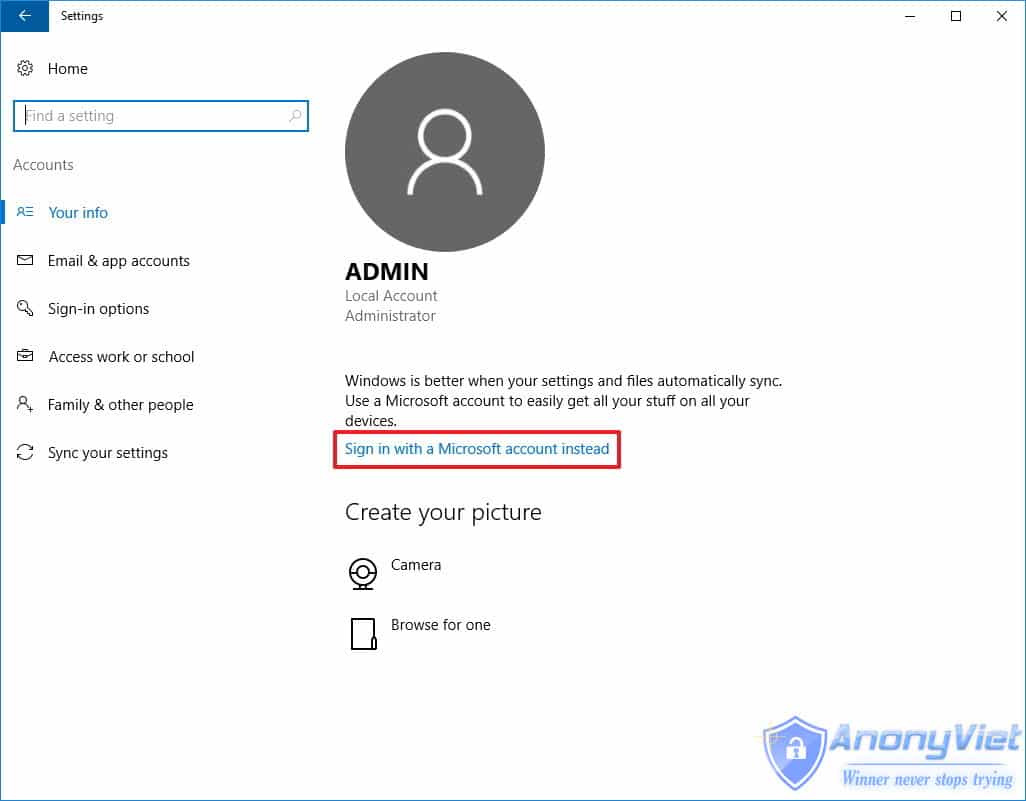 Settings
Home
Find a setting
Accounts
Your info
Email & app accounts
Sign-in options
Access work or school
Family & other people
Sync your settings
ADMIN
Local Account
Administrator
Windows is better when your settings and files automatically sync.
Use a Microsoft account to easily get all your stuff on all your
devices.
Sign in with a Microsoft account instead
Create your picture
Camera
Browse for one
AnonyViet
Winner never stops trying